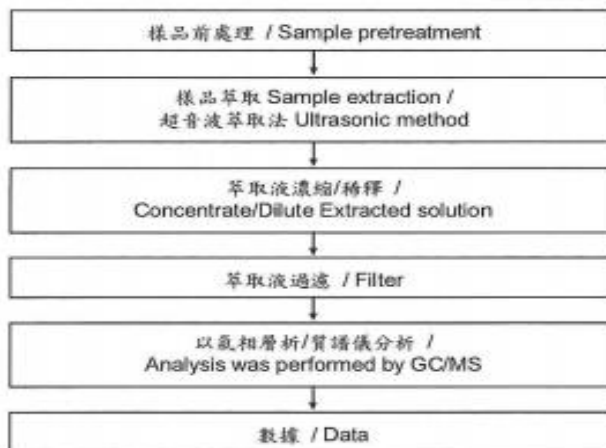 樣品前處理 / Sample pretreatment
樣品萃取 Sample extraction /
超音波萃取法 Ultrasonic method
萃取液濃縮/稀釋 /
Concentrate/Dilute Extracted solution
萃取液過濾 / Filter
以氣相層析/質譜儀分析 /
Analysis was performed by GC/MS
數據 / Data